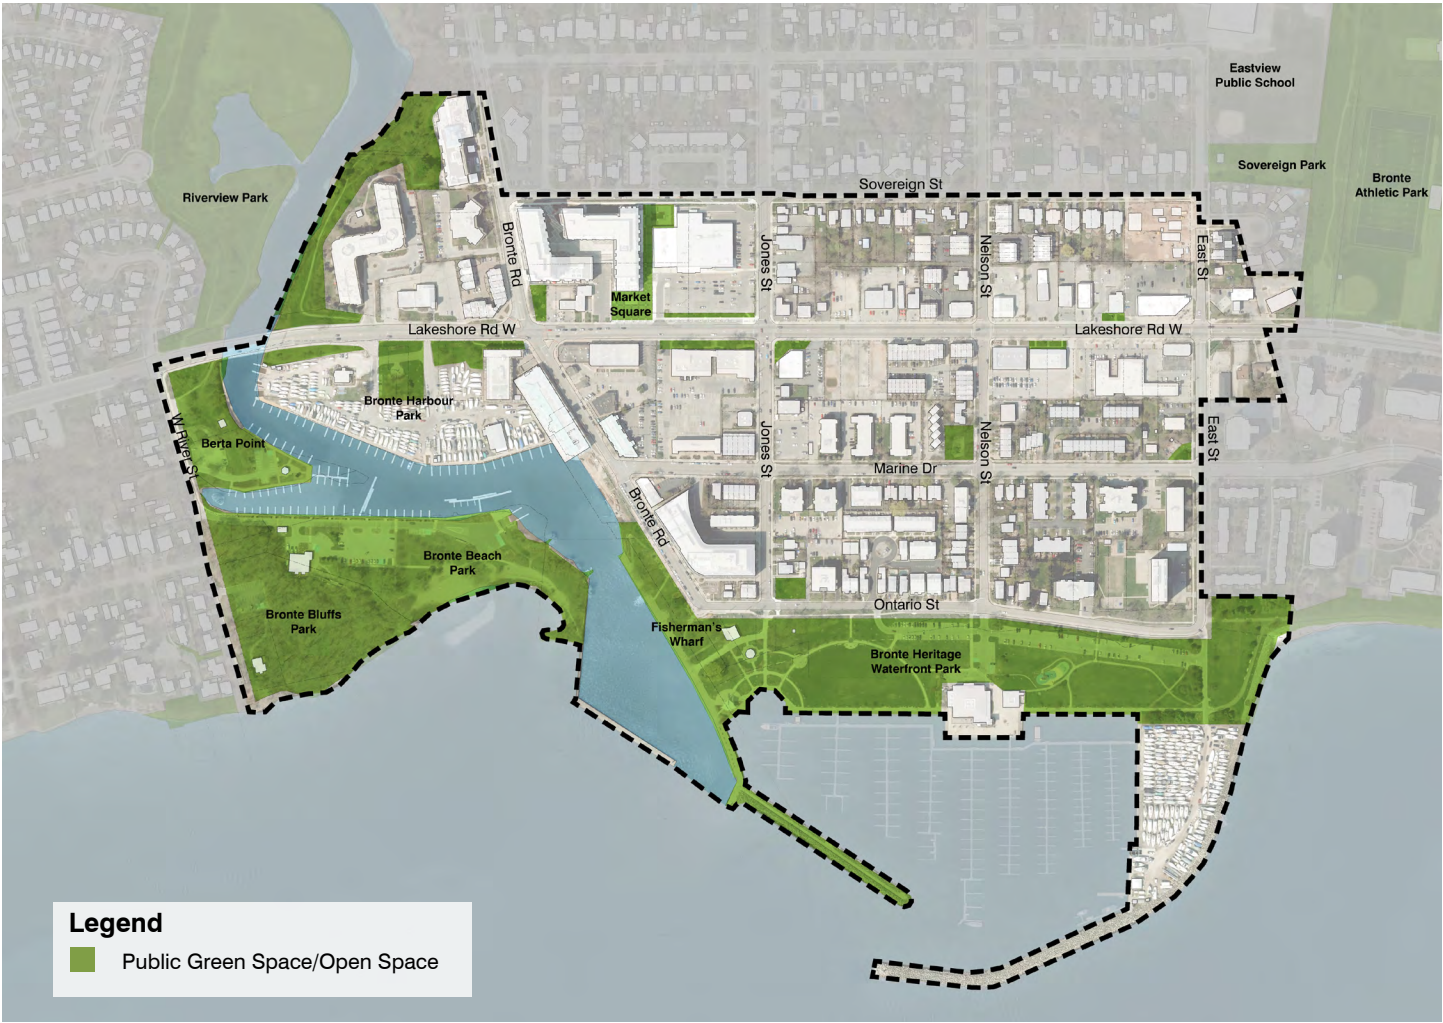 Eastview
Public School
Sovereign Park
Bronte
Athletic Park
Riverview Park
Sovereign St
Bronte Rd
Jones St
Nelson St
East St
Market
Square
Lakeshore Rd W
Lakeshore Rd W
Bronte Harbour
Park
W River St
Berta Point
Jones St
Nelson St
East St
Marine Dr
Bronte Rd
Bronte Beach
Park
Bronte Bluffs
Park
Ontario St
Fisherman's
Wharf
Bronte Heritage
Waterfront Park
Legend
Public Green Space/Open Space